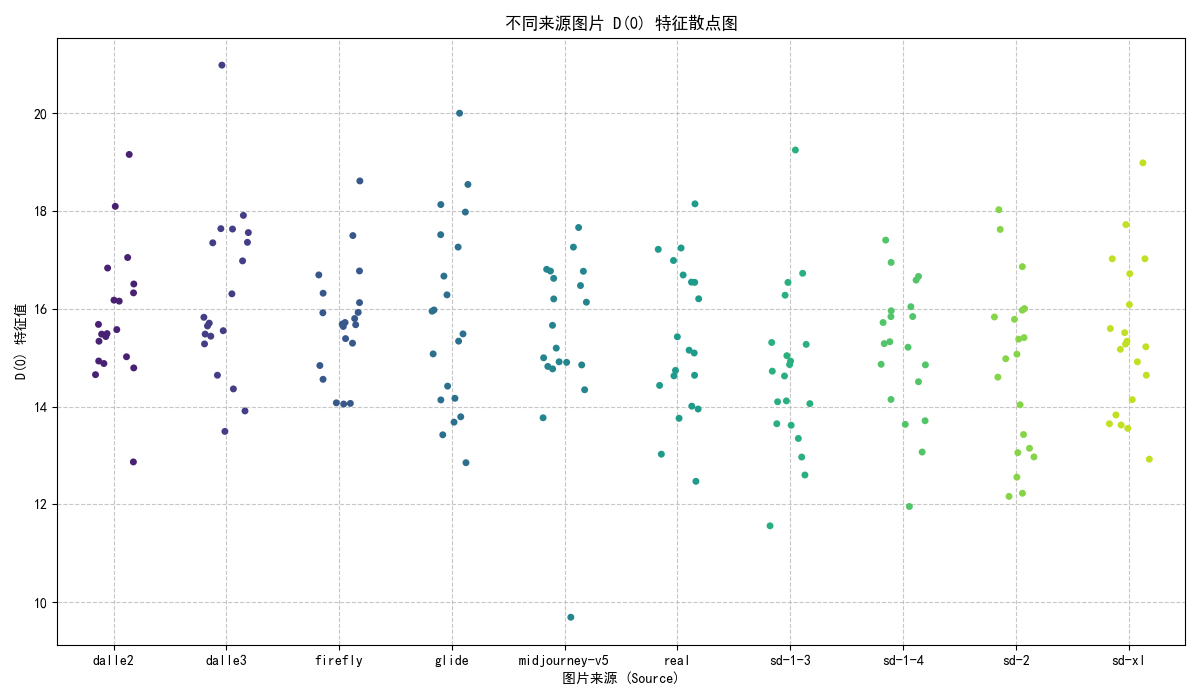 不同来源图片 D(0) 特征散点图
D(0) 特征值
20
18
16
14
12
10
dalle2 dalle3 firefly glide midjourney-v5 real sd-1-3 sd-1-4 sd-2 sd-xl
图片来源 (Source)